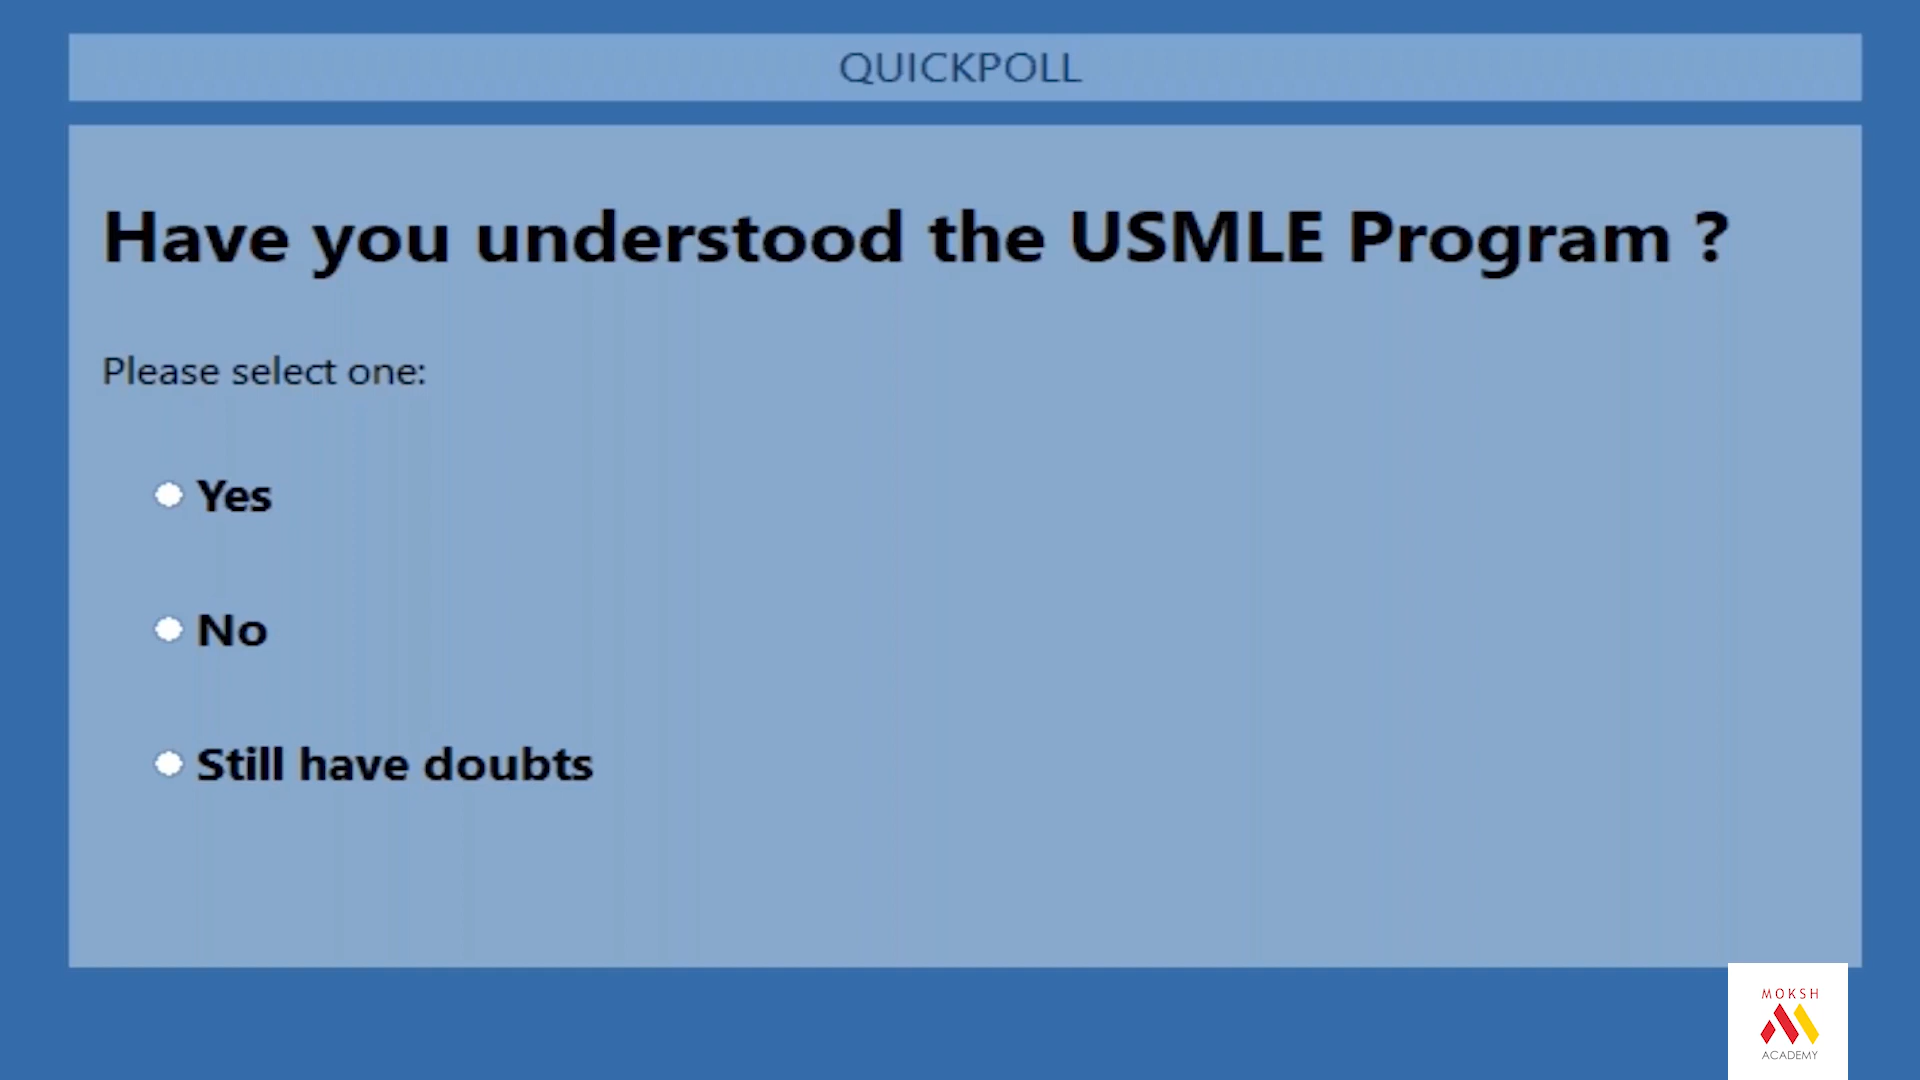 QUICKPOLL
Have you understood the USMLE Program ?
Please select one:
Yes
No
Still have doubts
MOKSH
ACADEMY